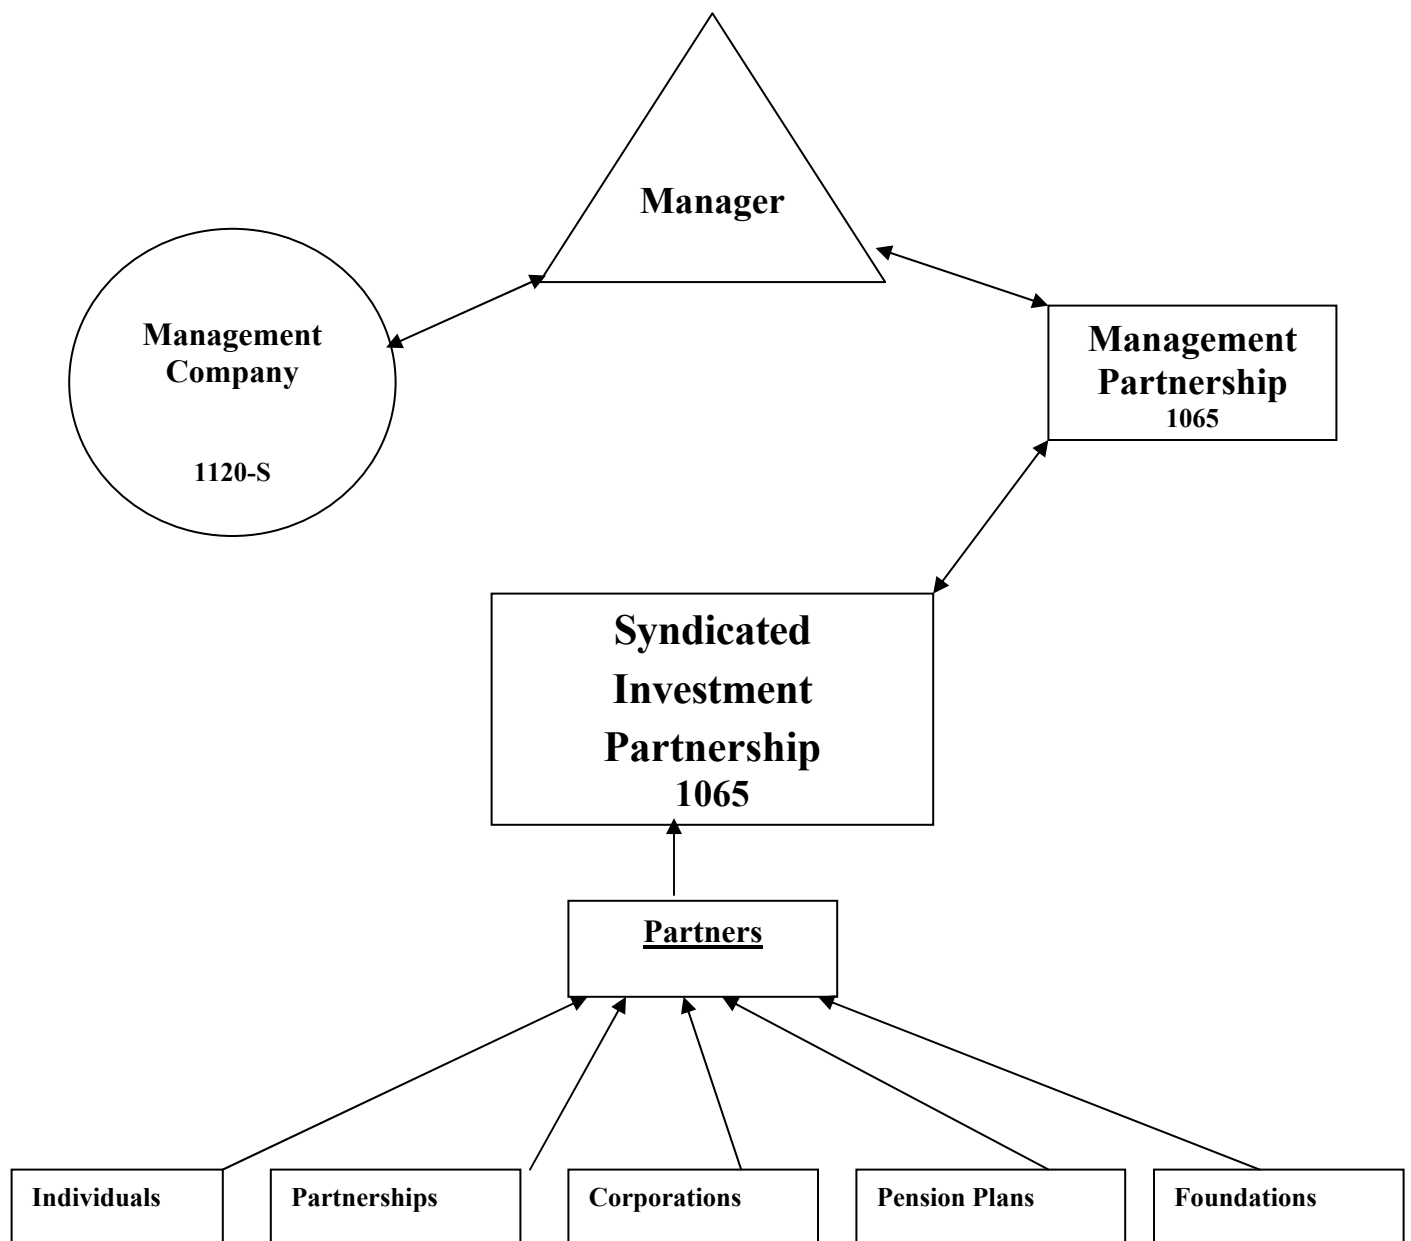 Manager
Management
Company
1120-S
Management
Partnership
1065
Syndicated
Investment
Partnership
1065
Partners
Individuals
Partnerships
Corporations
Pension Plans
Foundations